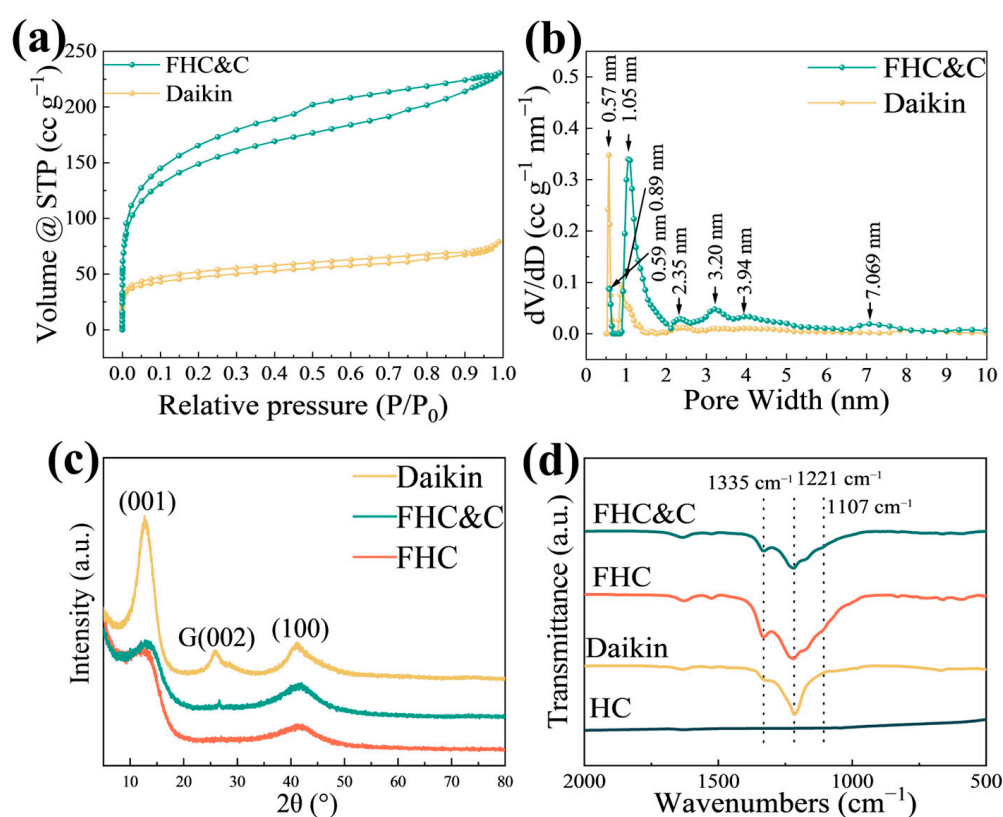 (a)
Volume @ STP (cc g⁻¹)
250
200
150
100
50
0
FHC&C
Daikin
0.0 0.1 0.2 0.3 0.4 0.5 0.6 0.7 0.8 0.9 1.0
Relative pressure (P/P₀)
(b)
dV/dD (cc g⁻¹ nm⁻¹)
0.5
0.4
0.3
0.2
0.1
0.0
0.57 nm
1.05 nm
0.89 nm
0.59 nm
2.35 nm
3.20 nm
3.94 nm
7.069 nm
FHC&C
Daikin
0 1 2 3 4 5 6 7 8 9 10
Pore Width (nm)
(c)
Intensity (a.u.)
(001)
G(002)
(100)
Daikin
FHC&C
FHC
10 20 30 40 50 60 70 80
2θ (°)
(d)
Transmittance (a.u.)
1335 cm⁻¹
1221 cm⁻¹
1107 cm⁻¹
FHC&C
FHC
Daikin
HC
2000 1500 1000 500
Wavenumbers (cm⁻¹)